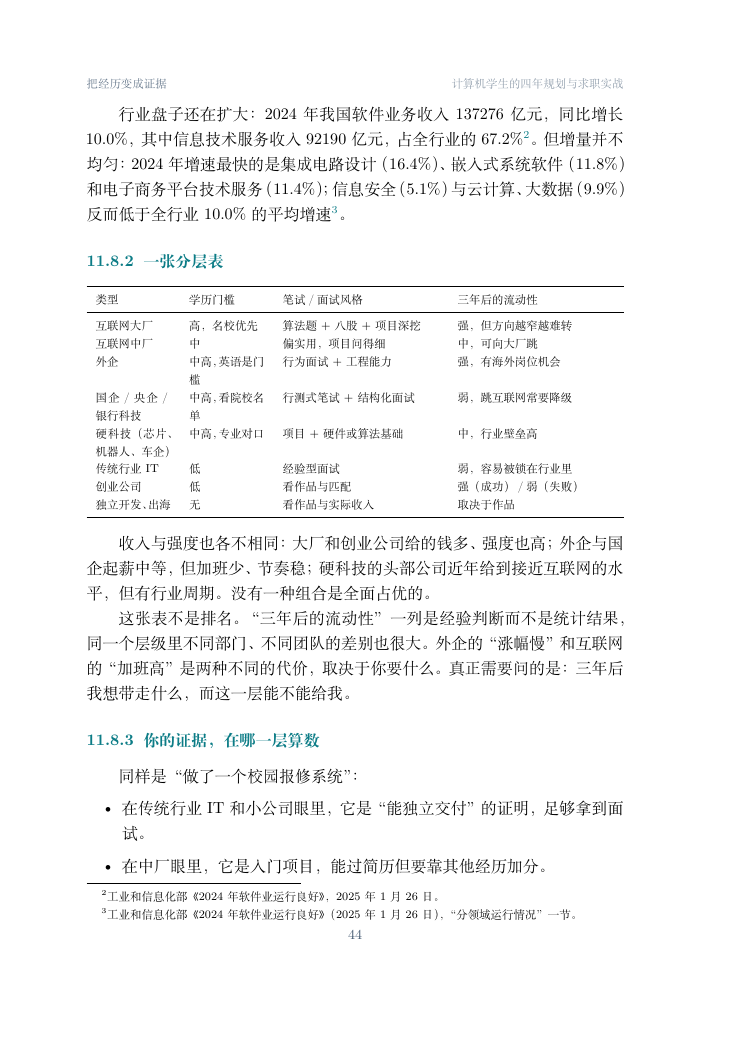 把经历变成证据 计算机学生的四年规划与求职实战
行业盘子还在扩大：2024 年我国软件业务收入 137276 亿元，同比增长
10.0%，其中信息技术服务收入 92190 亿元，占全行业的 67.2%2。但增量并不
均匀：2024 年增速最快的是集成电路设计（16.4%）、嵌入式系统软件（11.8%）
和电子商务平台技术服务（11.4%）；信息安全（5.1%）与云计算、大数据（9.9%）
反而低于全行业 10.0% 的平均增速3。
11.8.2 一张分层表
类型 学历门槛 笔试 / 面试风格 三年后的流动性
互联网大厂 高，名校优先 算法题 + 八股 + 项目深挖 强，但方向越窄越难转
互联网中厂 中 偏实用，项目问得细 中，可向大厂跳
外企 中高，英语是门 行为面试 + 工程能力 强，有海外岗位机会
槛
国企 / 央企 / 中高，看院校名 行测式笔试 + 结构化面试 弱，跳互联网常要降级
银行科技 单
硬科技（芯片、 中高，专业对口 项目 + 硬件或算法基础 中，行业壁垒高
机器人、车企）
传统行业 IT 低 经验型面试 弱，容易被锁在行业里
创业公司 低 看作品与匹配 强（成功） / 弱（失败）
独立开发、出海 无 看作品与实际收入 取决于作品
收入与强度也各不相同：大厂和创业公司给的钱多、强度也高；外企与国
企起薪中等，但加班少、节奏稳；硬科技的头部公司近年给到接近互联网的水
平，但有行业周期。没有一种组合是全面占优的。
这张表不是排名。“三年后的流动性”一列是经验判断而不是统计结果，
同一个层级里不同部门、不同团队的差别也很大。外企的“涨幅慢”和互联网
的“加班高”是两种不同的代价，取决于你要什么。真正需要问的是：三年后
我想带走什么，而这一层能不能给我。
11.8.3 你的证据，在哪一层算数
同样是“做了一个校园报修系统”：
• 在传统行业 IT 和小公司眼里，它是“能独立交付”的证明，足够拿到面
试。
• 在中厂眼里，它是入门项目，能过简历但要靠其他经历加分。
2工业和信息化部《2024 年软件业运行良好》，2025 年 1 月 26 日。
3工业和信息化部《2024 年软件业运行良好》（2025 年 1 月 26 日），“分领域运行情况”一节。
44